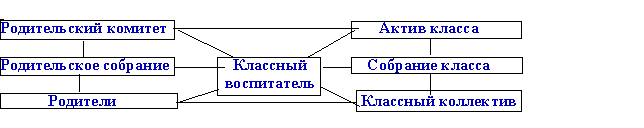 Родительский комитет
Актив класса
Родительское собрание
Классный
воспитатель
Собрание класса
Родители
Классный коллектив